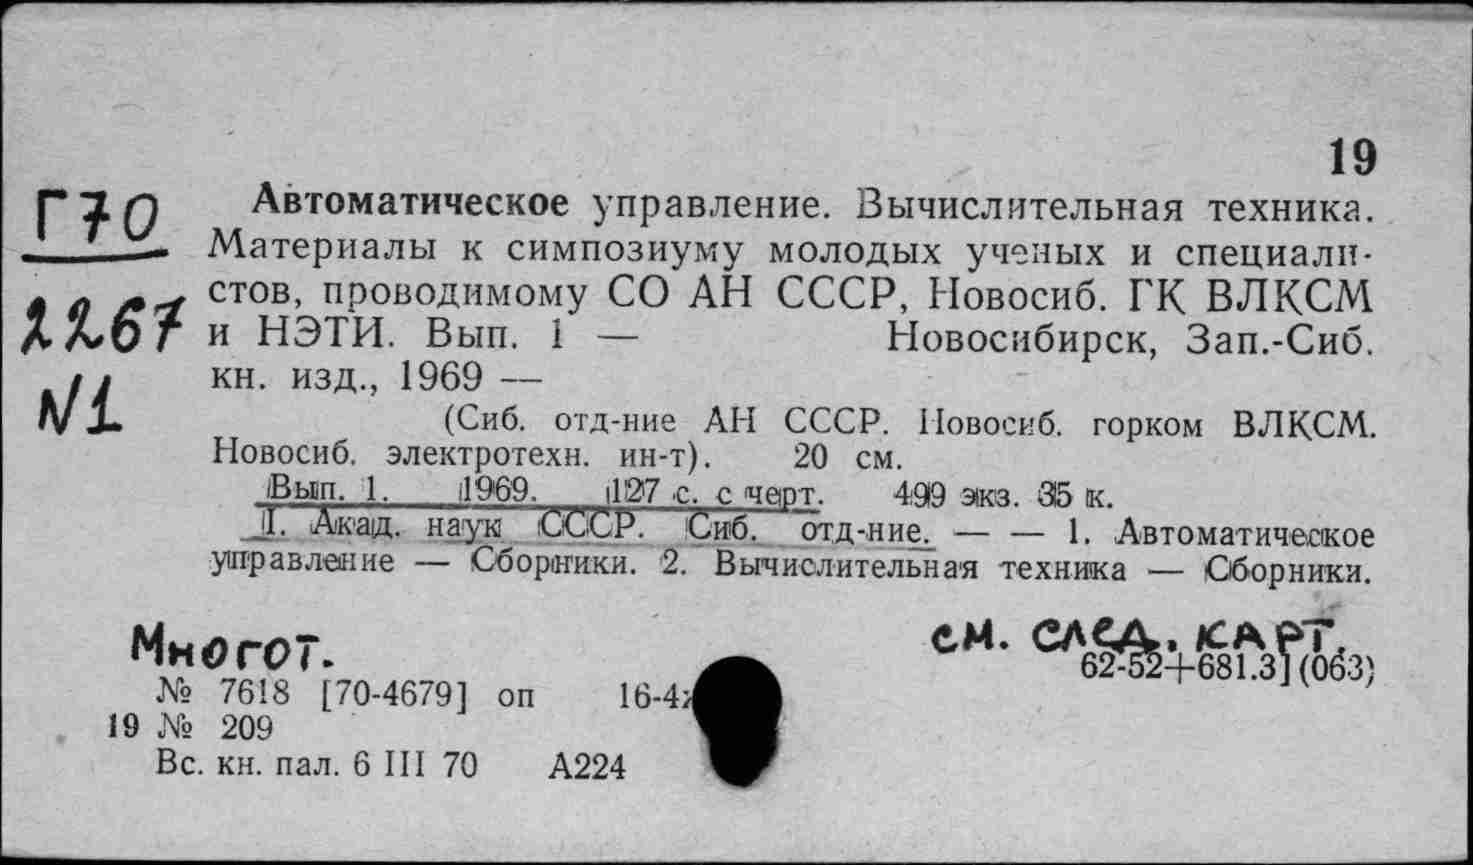 19
Г70
2267
N1
Автоматическое управление. Вычислительная техника.
Материалы к симпозиуму молодых ученых и специали-
стов, проводимому СО АН СССР, Новосиб. ГК ВЛКСМ
и НЭТИ. Вып. 1 — Новосибирск, Зап.-Сиб.
кн. изд., 1969 —
(Сиб. отд-ние АН СССР. Новосиб. горком ВЛКСМ.
Новосиб. электротехн. ин-т). 20 см.
Вып. 1. 1969. 127 с. с черт. 499 экз. 35 к.
I. Акад. наук СССР. Сиб. отд-ние. — — 1. Автоматическое
управление — Сборники. 2. Вычислительная техника — Сборники.
Многот. см. след. карт.
62-52+681.3] (063)
№ 7618 [70-4679] оп 16-4
19 № 209
Вс. кн. пал. 6 III 70 А224